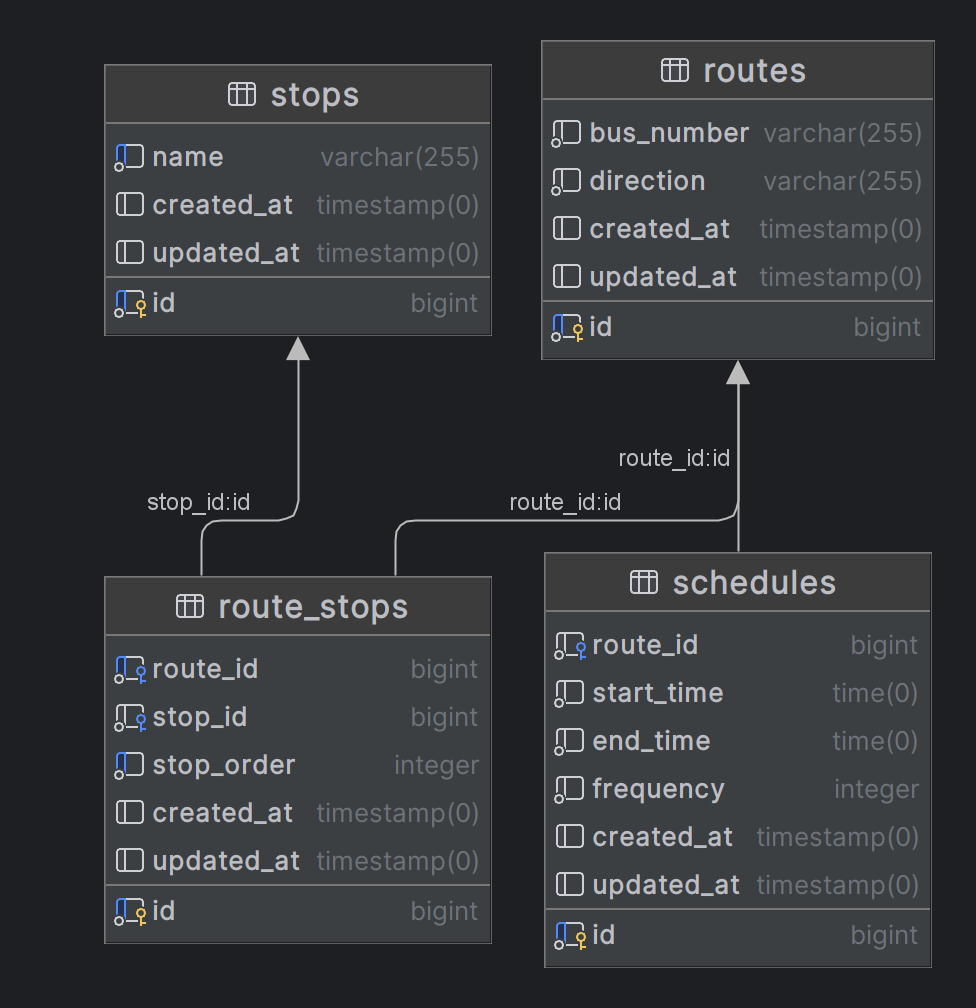 stops
name varchar(255)
created_at timestamp(0)
updated_at timestamp(0)
id bigint
routes
bus_number varchar(255)
direction varchar(255)
created_at timestamp(0)
updated_at timestamp(0)
id bigint
route_id:id
stop_id:id
route_id:id
route_stops
route_id bigint
stop_id bigint
stop_order integer
created_at timestamp(0)
updated_at timestamp(0)
id bigint
schedules
route_id bigint
start_time time(0)
end_time time(0)
frequency integer
created_at timestamp(0)
updated_at timestamp(0)
id bigint